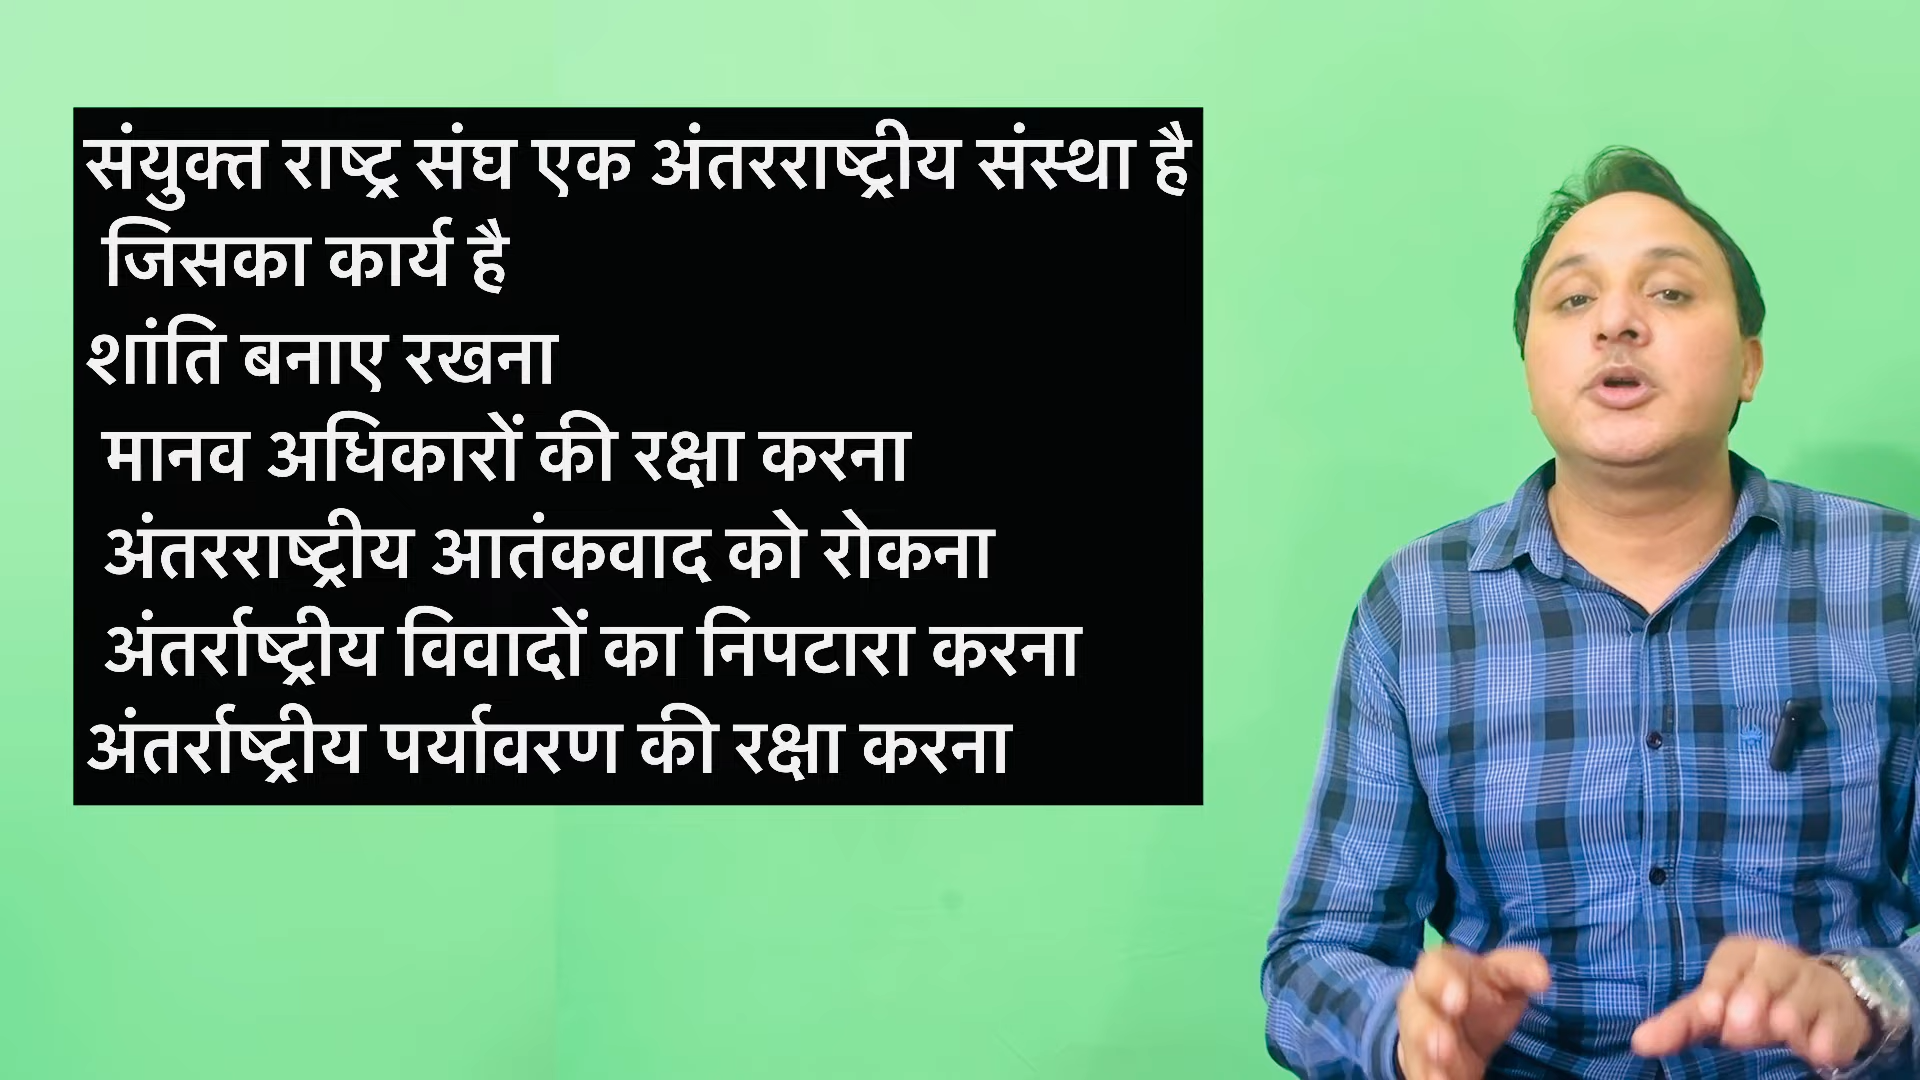 संयुक्त राष्ट्र संघ एक अंतरराष्ट्रीय संस्था है
जिसका कार्य है
शांति बनाए रखना
मानव अधिकारों की रक्षा करना
अंतरराष्ट्रीय आतंकवाद को रोकना
अंतर्राष्ट्रीय विवादों का निपटारा करना
अंतर्राष्ट्रीय पर्यावरण की रक्षा करना